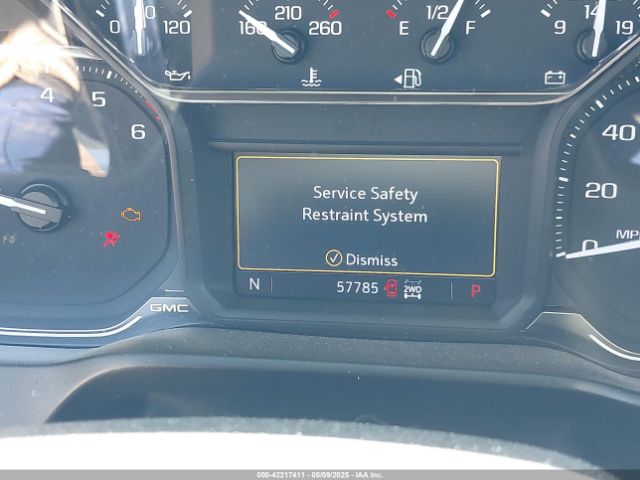 0 60 120
160 210 260
E 1/2 F
9 14 19
4 5 6
Service Safety
Restraint System
Dismiss
N 57785 2WD P
GMC
40
20
0
000-42217411 - 05/09/2025 - IAA Inc.